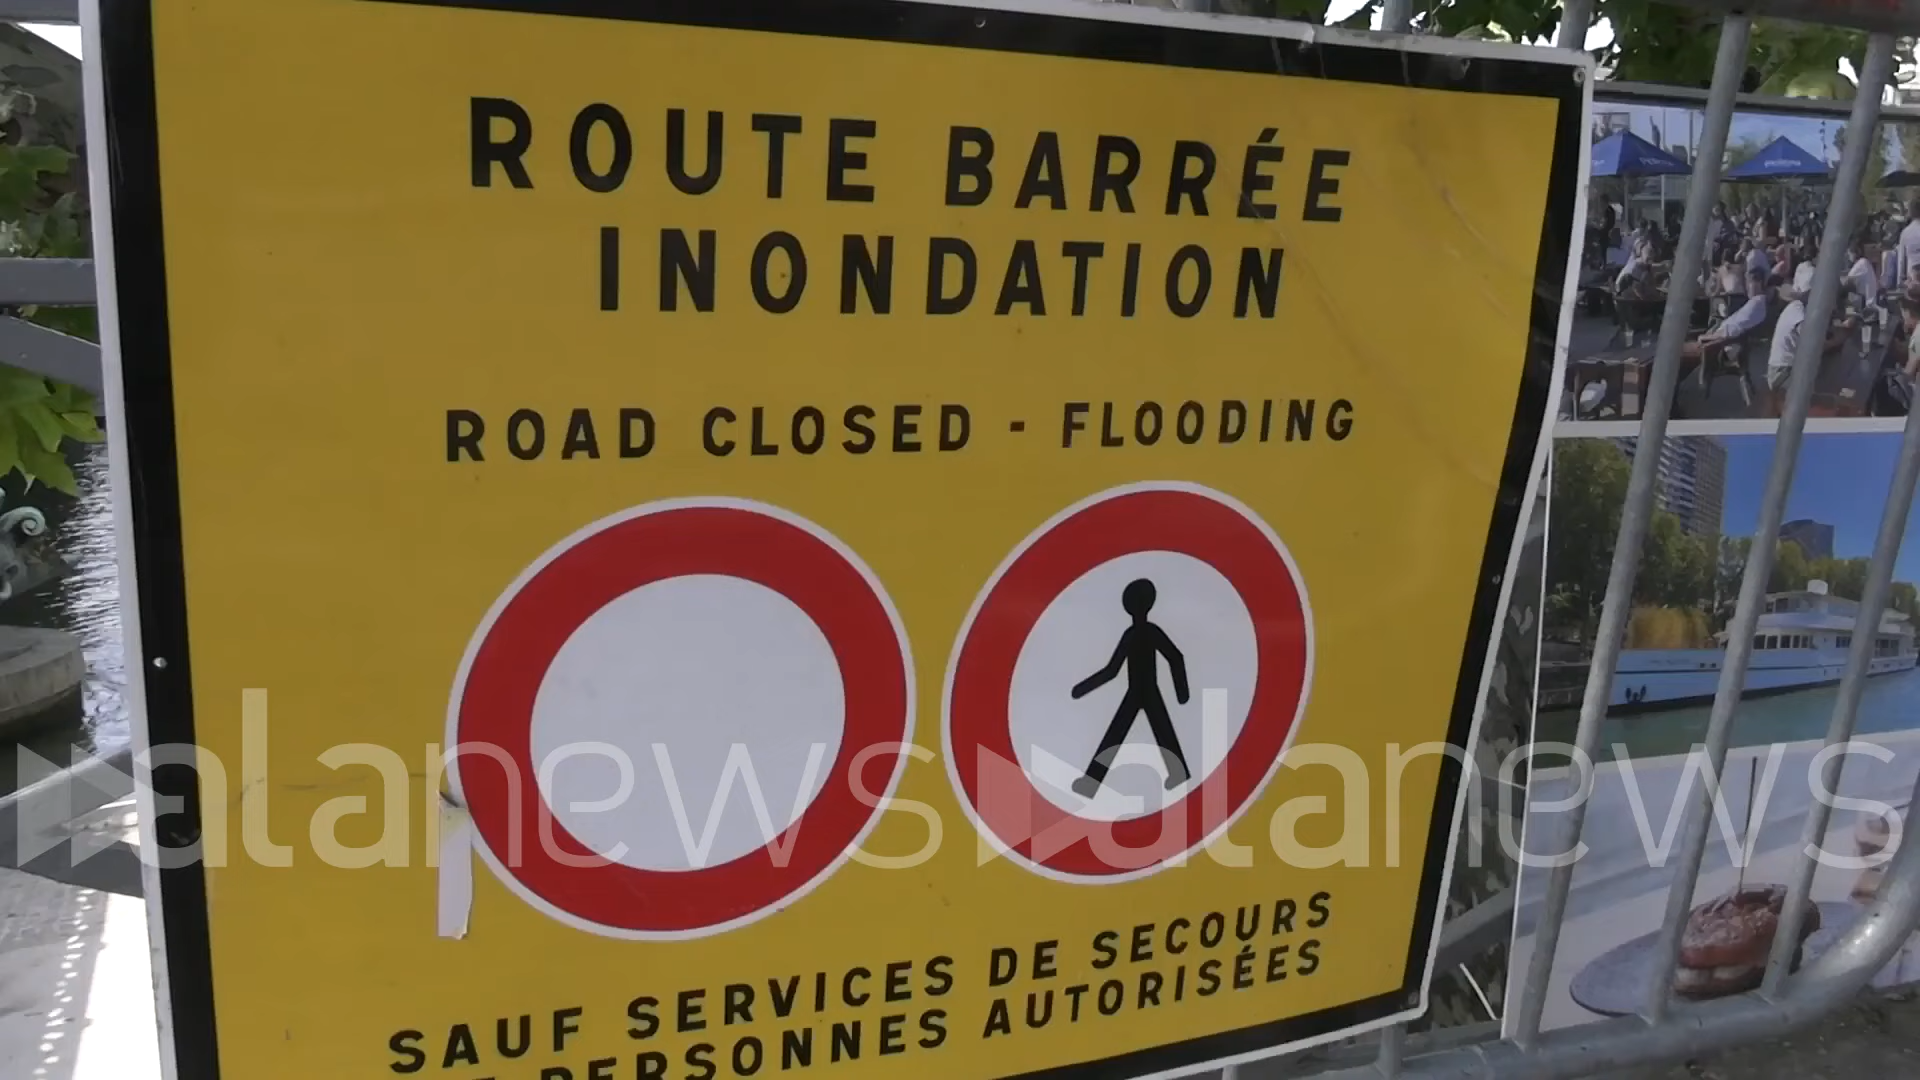 ROUTE BARRÉE
INONDATION
ROAD CLOSED - FLOODING
SAUF SERVICES DE SECOURS
PERSONNES AUTORISÉES
alanews alanews